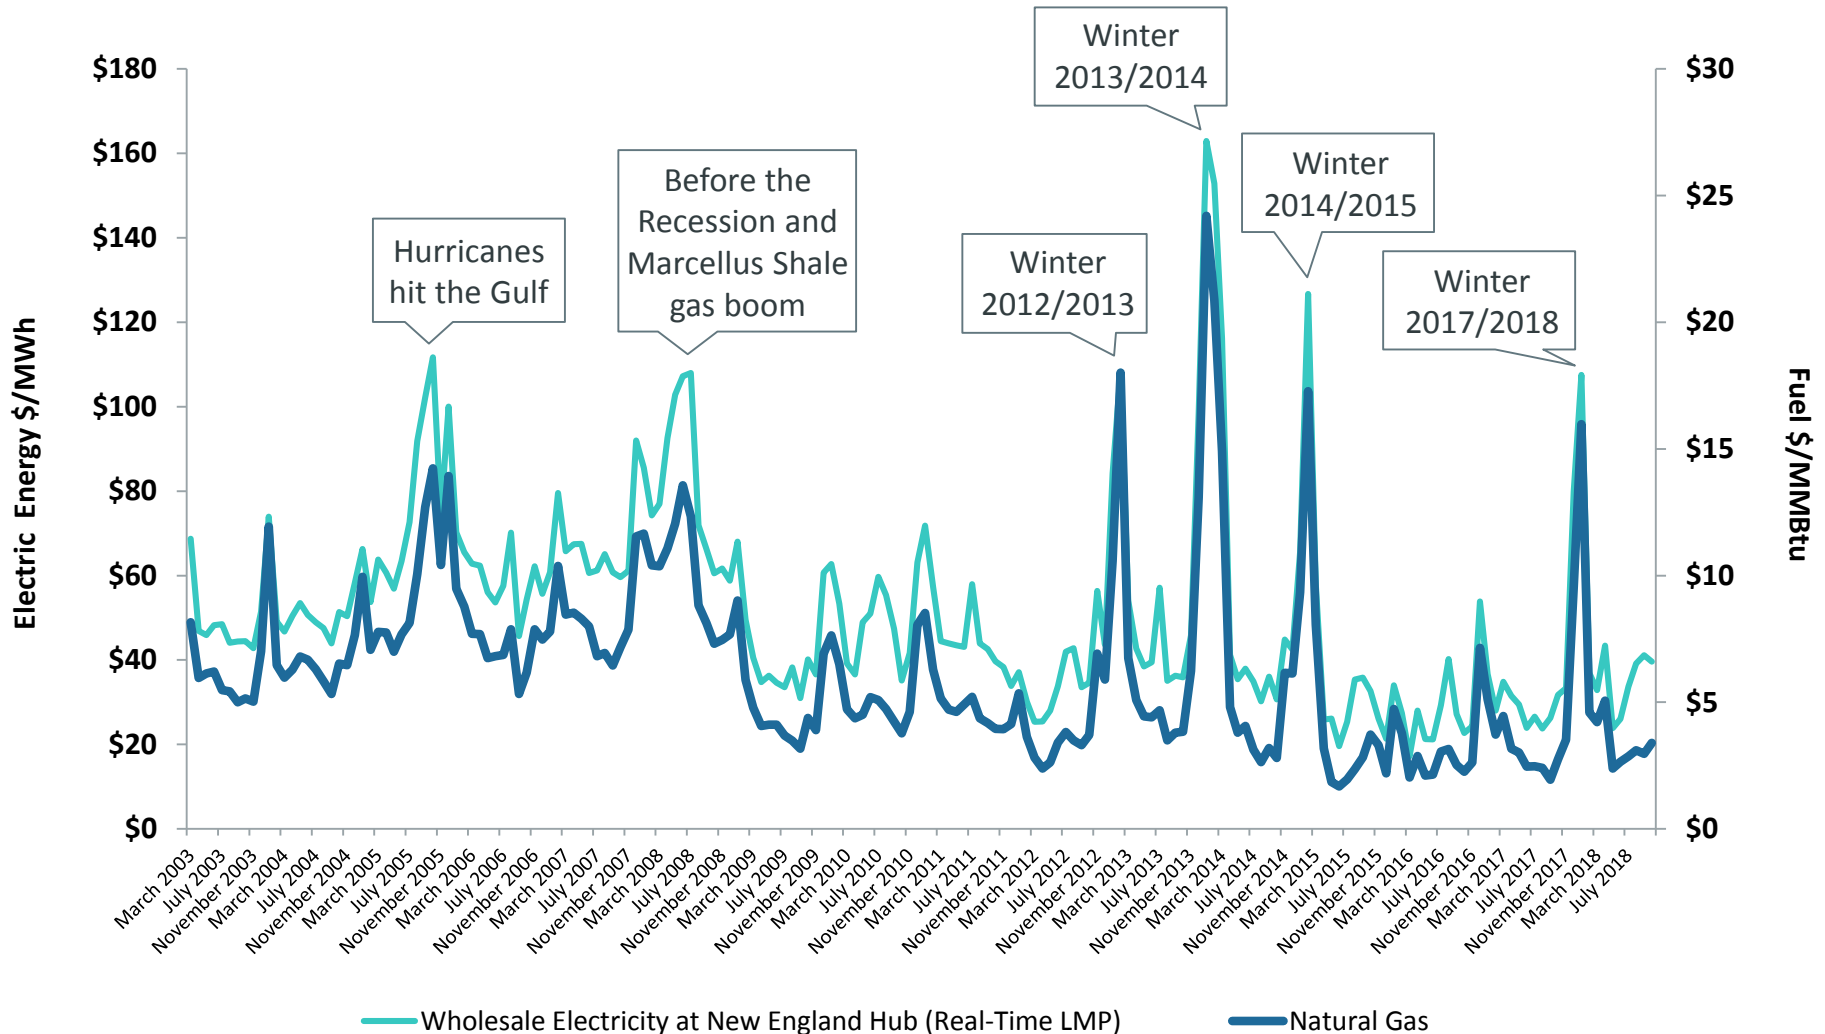 Winter
2013/2014
Winter
2014/2015
Before the
Recession and
Marcellus Shale
gas boom
Hurricanes
hit the Gulf
Winter
2012/2013
Winter
2017/2018
$180
$160
$140
$120
$100
$80
$60
$40
$20
$0
Electric Energy $/MWh
$30
$25
$20
$15
$10
$5
$0
Fuel $/MMBtu
March 2003
July 2003
November 2003
March 2004
July 2004
November 2004
March 2005
July 2005
November 2005
March 2006
July 2006
November 2006
March 2007
July 2007
November 2007
March 2008
July 2008
November 2008
March 2009
July 2009
November 2009
March 2010
July 2010
November 2010
March 2011
July 2011
November 2011
March 2012
July 2012
November 2012
March 2013
July 2013
November 2013
March 2014
July 2014
November 2014
March 2015
July 2015
November 2015
March 2016
July 2016
November 2016
March 2017
July 2017
November 2017
March 2018
July 2018
Wholesale Electricity at New England Hub (Real-Time LMP)
Natural Gas